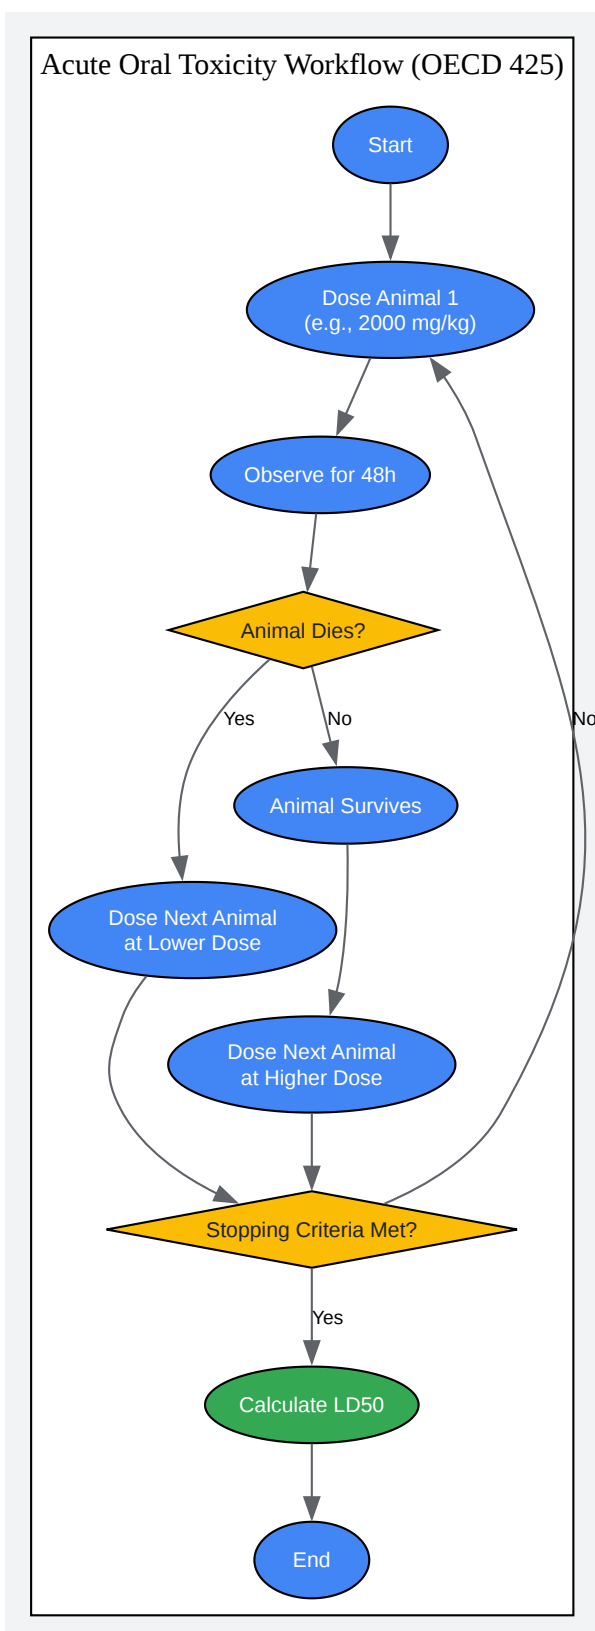 Acute Oral Toxicity Workflow (OECD 425)
Start
Dose Animal 1
(e.g., 2000 mg/kg)
Observe for 48h
Animal Dies?
Yes
No
No
Animal Survives
Dose Next Animal
at Lower Dose
Dose Next Animal
at Higher Dose
Stopping Criteria Met?
Yes
Calculate LD50
End